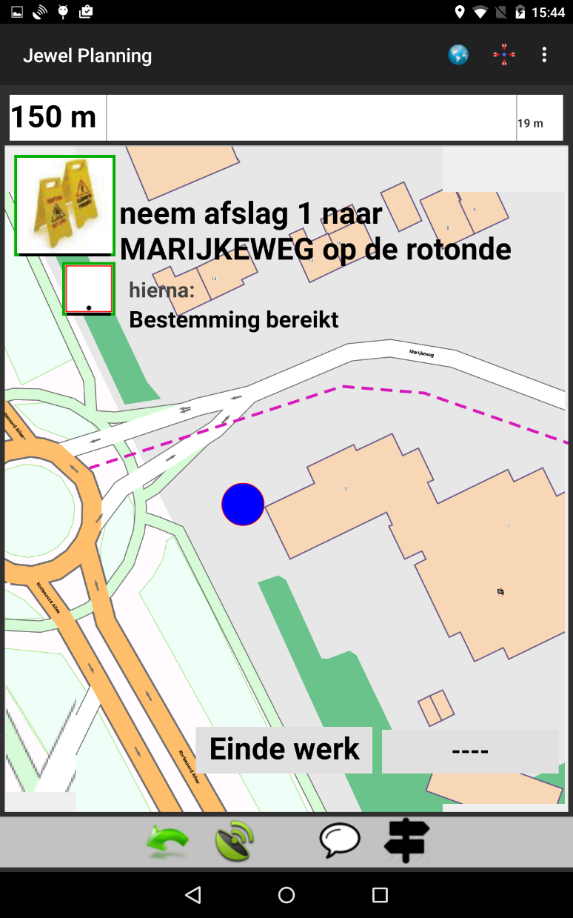 15:44
Jewel Planning
150 m
19 m
neem afslag 1 naar
MARIJKEWEG op de rotonde
hierna:
Bestemming bereikt
Marijkeweg
Einde werk
----